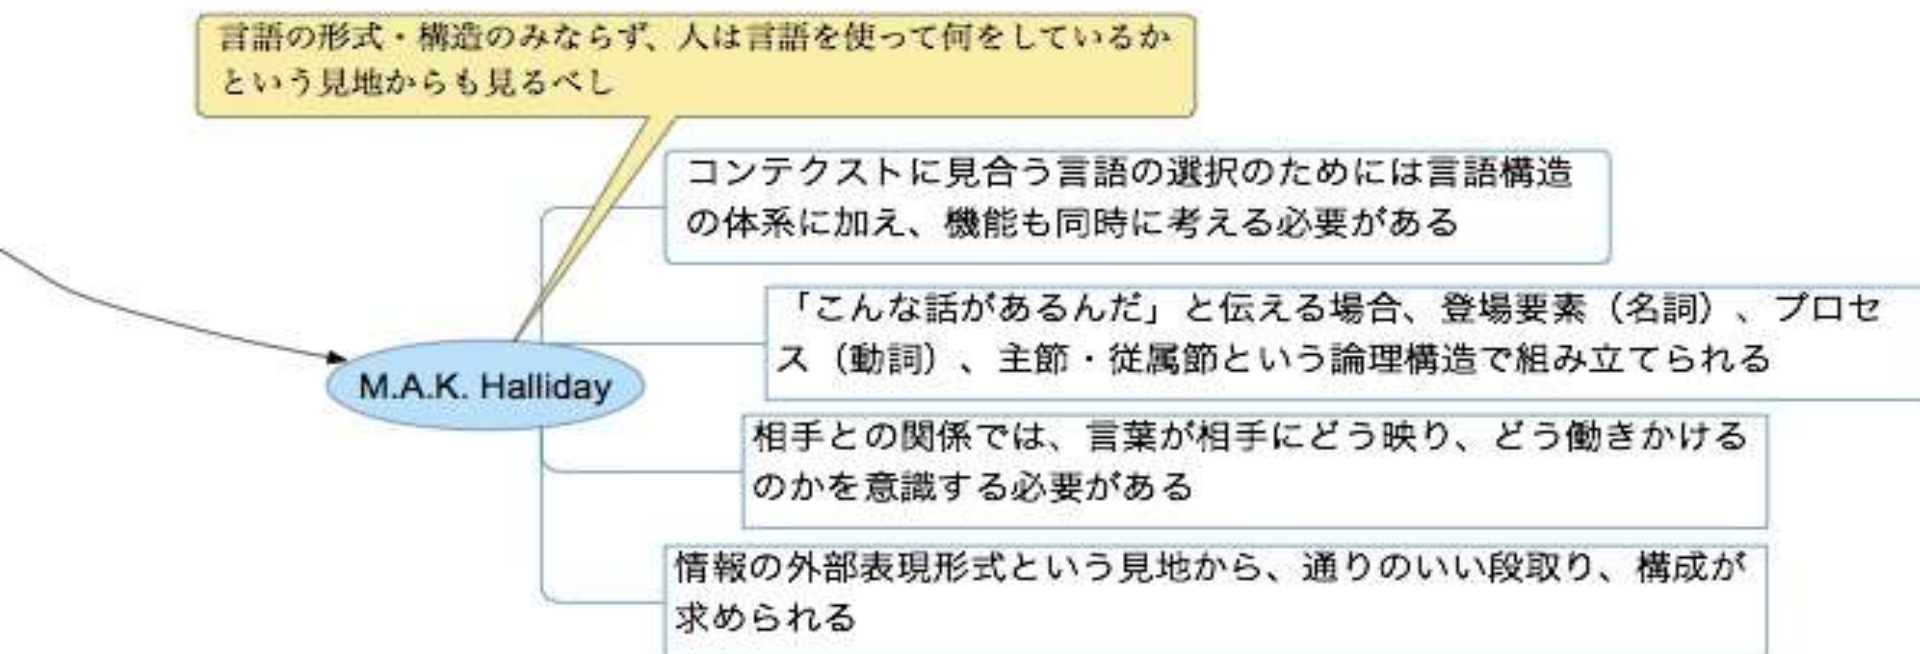 言語の形式・構造のみならず、人は言語を使って何をしているか
という見地からも見るべし
コンテクストに見合う言語の選択のためには言語構造
の体系に加え、機能も同時に考える必要がある
「こんな話があるんだ」と伝える場合、登場要素（名詞）、プロセ
ス（動詞）、主節・従属節という論理構造で組み立てられる
M.A.K. Halliday
相手との関係では、言葉が相手にどう映り、どう働きかける
のかを意識する必要がある
情報の外部表現形式という見地から、通りのいい段取り、構成が
求められる